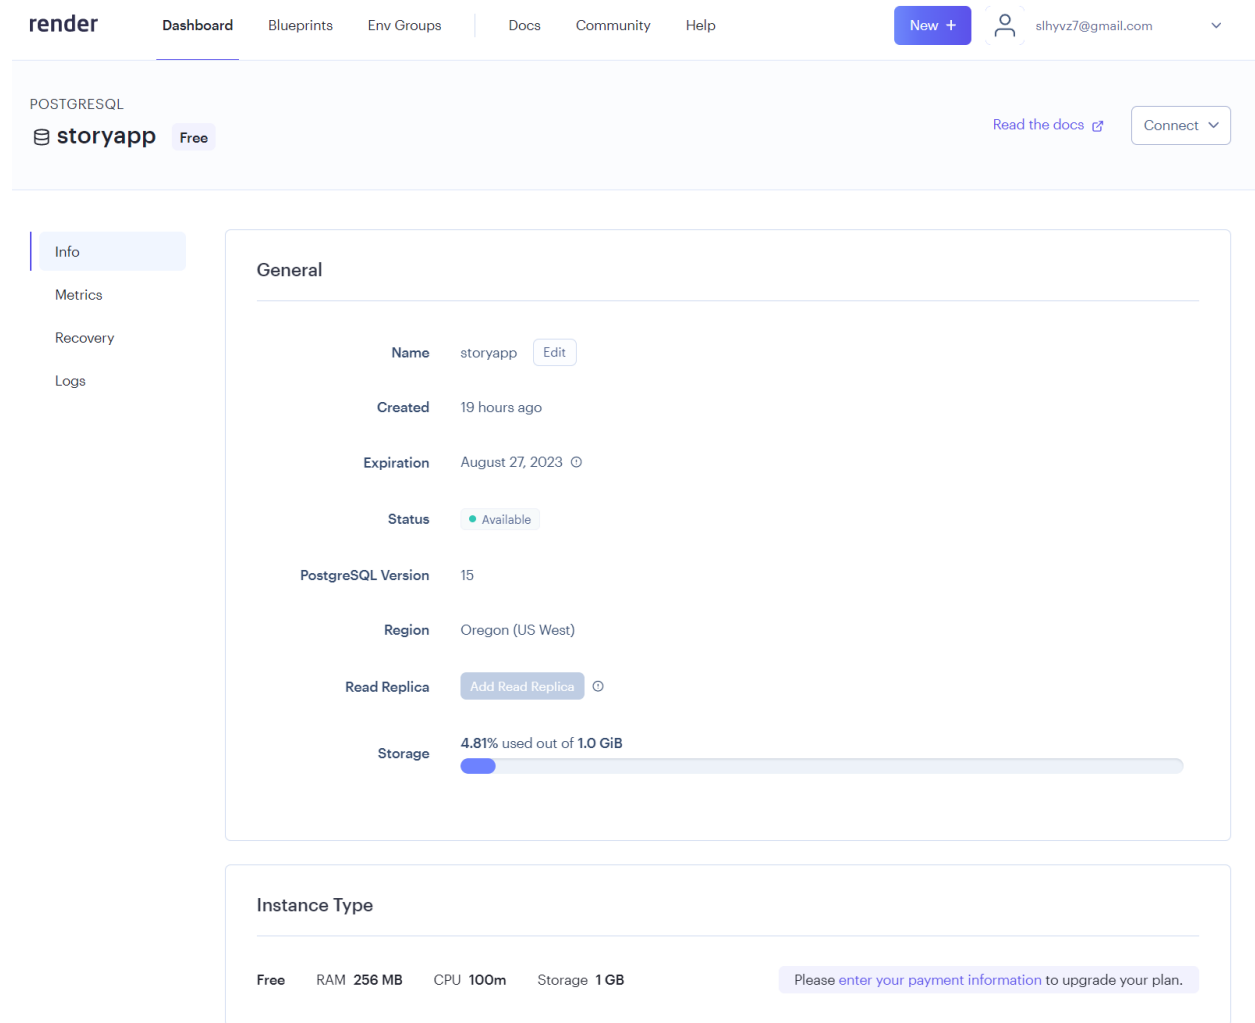 render Dashboard Blueprints Env Groups Docs Community Help New + slhyvz7@gmail.com
POSTGRESQL
storyapp Free
Read the docs Connect
Info
Metrics
Recovery
Logs
General
Name storyapp Edit
Created 19 hours ago
Expiration August 27, 2023
Status Available
PostgreSQL Version 15
Region Oregon (US West)
Read Replica Add Read Replica
Storage 4.81% used out of 1.0 GiB
Instance Type
Free RAM 256 MB CPU 100m Storage 1 GB Please enter your payment information to upgrade your plan.